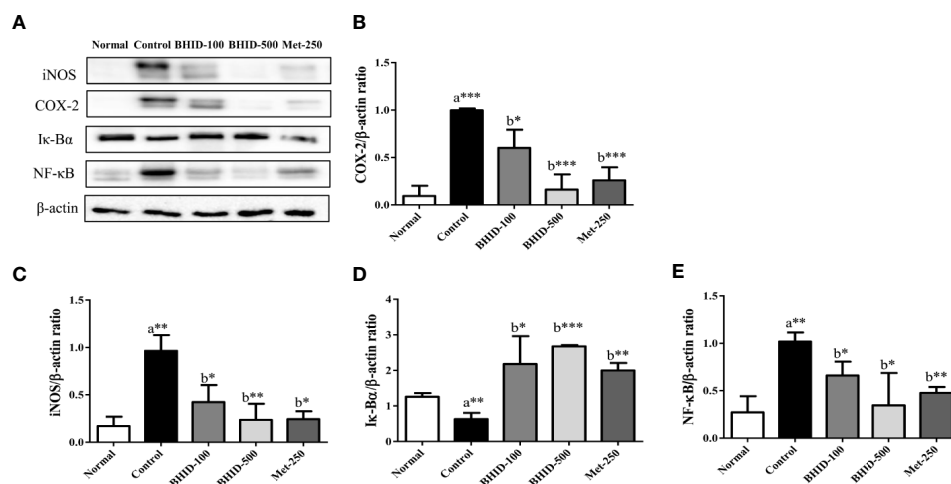 A
Normal Control BHID-100 BHID-500 Met-250
iNOS
COX-2
Iκ-Bα
NF-κB
β-actin
B
COX-2/β-actin ratio
1.5
1.0
0.5
0.0
a***
b*
b***
b***
Normal
Control
BHID-100
BHID-500
Met-250
C
iNOS/β-actin ratio
1.5
1.0
0.5
0.0
a**
b*
b**
b*
Normal
Control
BHID-100
BHID-500
Met-250
D
Iκ-Bα/β-actin ratio
4
3
2
1
0
a**
b*
b***
b**
Normal
Control
BHID-100
BHID-500
Met-250
E
NF-κB/β-actin ratio
1.5
1.0
0.5
0.0
a**
b*
b*
b**
Normal
Control
BHID-100
BHID-500
Met-250